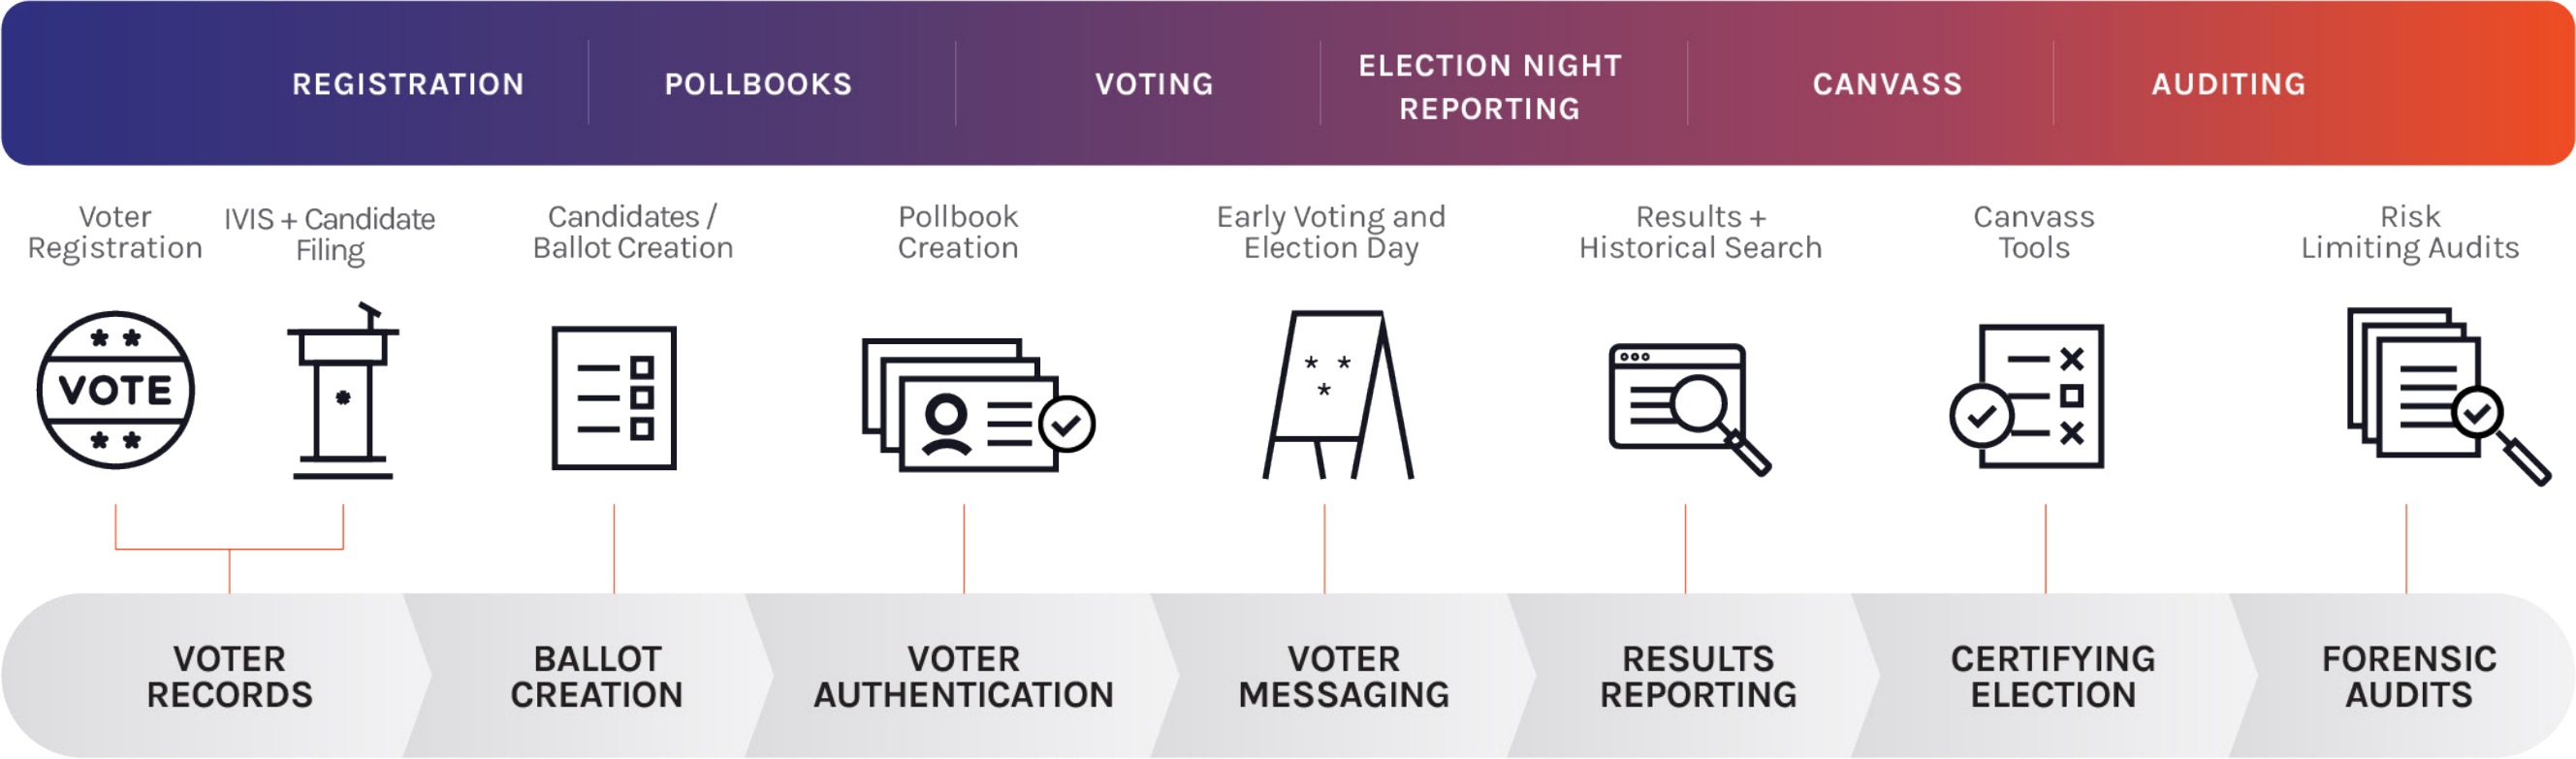 REGISTRATION
POLLBOOKS
VOTING
ELECTION NIGHT
REPORTING
CANVASS
AUDITING
Voter
Registration
IVIS + Candidate
Filing
Candidates /
Ballot Creation
Pollbook
Creation
Early Voting and
Election Day
Results +
Historical Search
Canvass
Tools
Risk
Limiting Audits
VOTE
VOTER
RECORDS
BALLOT
CREATION
VOTER
AUTHENTICATION
VOTER
MESSAGING
RESULTS
REPORTING
CERTIFYING
ELECTION
FORENSIC
AUDITS